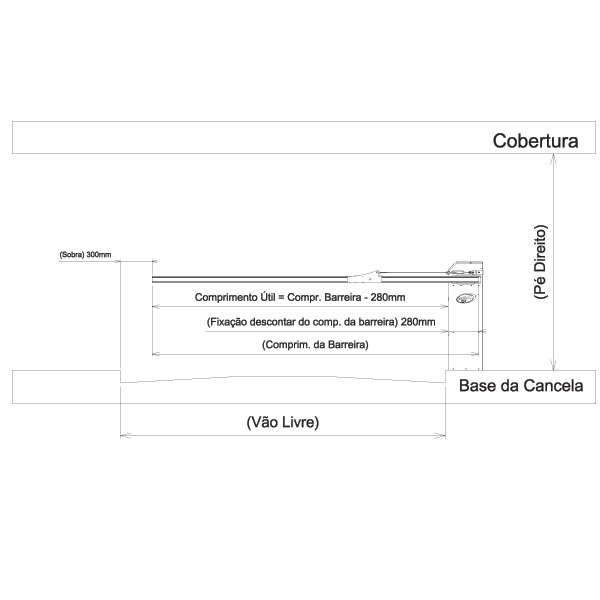 Cobertura
(Pé Direito)
(Sobra) 300mm
Comprimento Útil = Compr. Barreira - 280mm
(Fixação descontar do comp. da barreira) 280mm
(Comprim. da Barreira)
Base da Cancela
(Vão Livre)